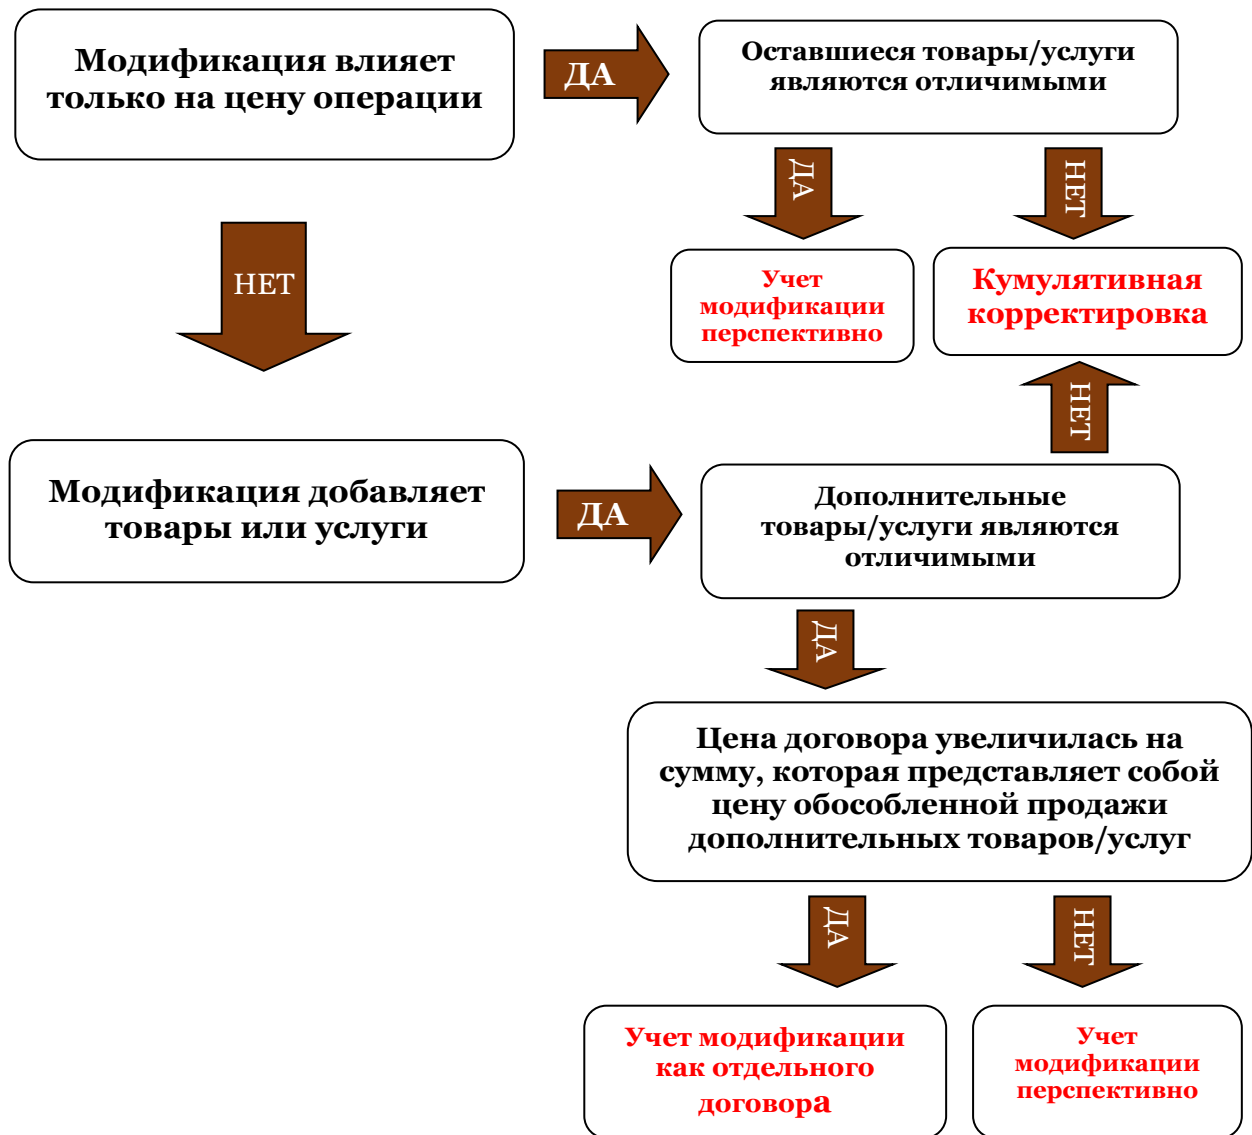 Модификация влияет
только на цену операции
ДА
Оставшиеся товары/услуги
являются отличимыми
ДА
НЕТ
НЕТ
Учет
модификации
перспективно
Кумулятивная
корректировка
НЕТ
Модификация добавляет
товары или услуги
ДА
Дополнительные
товары/услуги являются
отличимыми
ДА
Цена договора увеличилась на
сумму, которая представляет собой
цену обособленной продажи
дополнительных товаров/услуг
ДА
НЕТ
Учет модификации
как отдельного
договора
Учет
модификации
перспективно